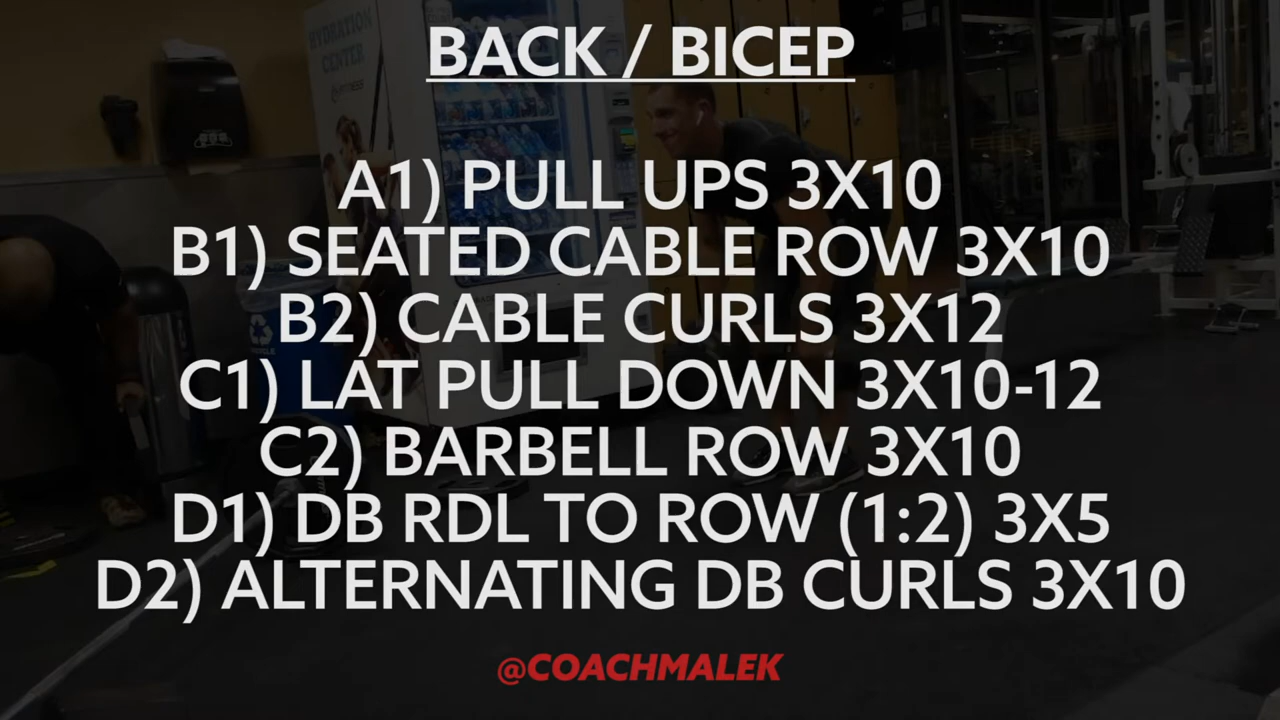 BACK / BICEP
A1) PULL UPS 3X10
B1) SEATED CABLE ROW 3X10
B2) CABLE CURLS 3X12
C1) LAT PULL DOWN 3X10-12
C2) BARBELL ROW 3X10
D1) DB RDL TO ROW (1:2) 3X5
D2) ALTERNATING DB CURLS 3X10
@COACHMALEK
HYDRATION
CENTER